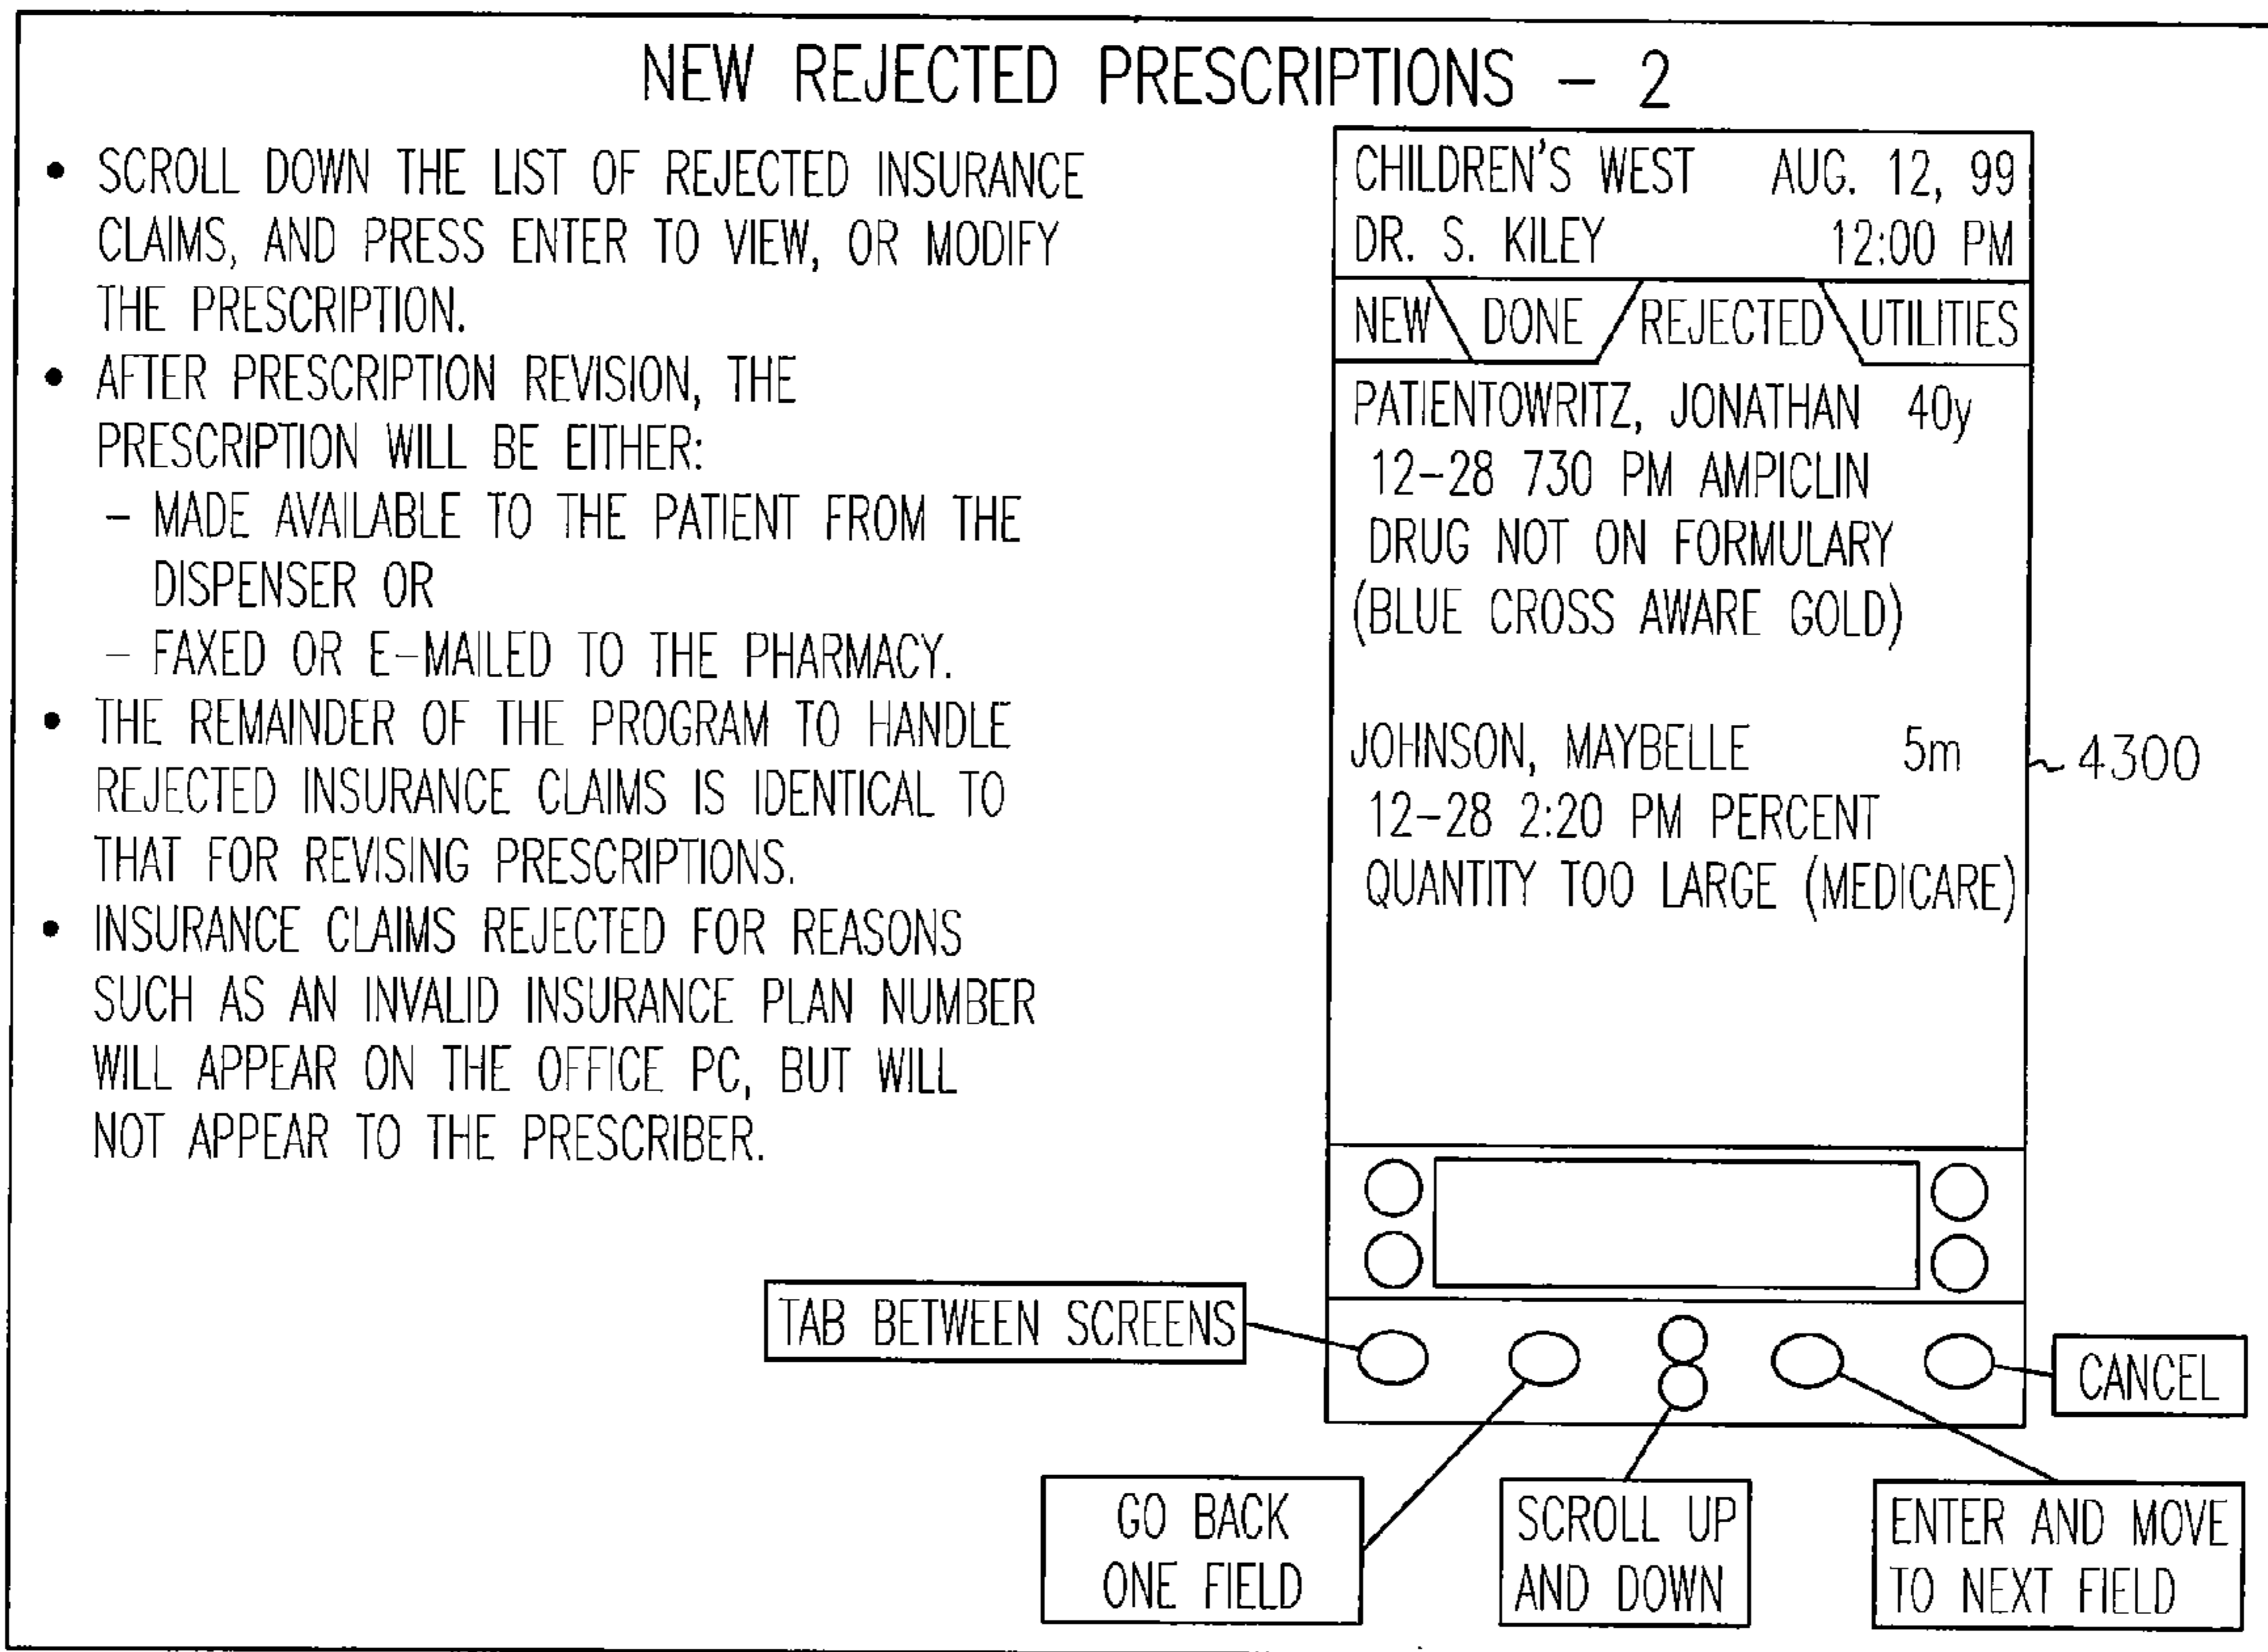 NEW REJECTED PRESCRIPTIONS – 2
• SCROLL DOWN THE LIST OF REJECTED INSURANCE
CLAIMS, AND PRESS ENTER TO VIEW, OR MODIFY
THE PRESCRIPTION.
• AFTER PRESCRIPTION REVISION, THE
PRESCRIPTION WILL BE EITHER:
– MADE AVAILABLE TO THE PATIENT FROM THE
DISPENSER OR
– FAXED OR E–MAILED TO THE PHARMACY.
• THE REMAINDER OF THE PROGRAM TO HANDLE
REJECTED INSURANCE CLAIMS IS IDENTICAL TO
THAT FOR REVISING PRESCRIPTIONS.
• INSURANCE CLAIMS REJECTED FOR REASONS
SUCH AS AN INVALID INSURANCE PLAN NUMBER
WILL APPEAR ON THE OFFICE PC, BUT WILL
NOT APPEAR TO THE PRESCRIBER.
CHILDREN'S WEST AUG. 12, 99
DR. S. KILEY 12:00 PM
NEW DONE REJECTED UTILITIES
PATIENTOWRITZ, JONATHAN 40y
12–28 730 PM AMPICLIN
DRUG NOT ON FORMULARY
(BLUE CROSS AWARE GOLD)
JOHNSON, MAYBELLE 5m
12–28 2:20 PM PERCENT
QUANTITY TOO LARGE (MEDICARE)
4300
TAB BETWEEN SCREENS
CANCEL
GO BACK
ONE FIELD
SCROLL UP
AND DOWN
ENTER AND MOVE
TO NEXT FIELD